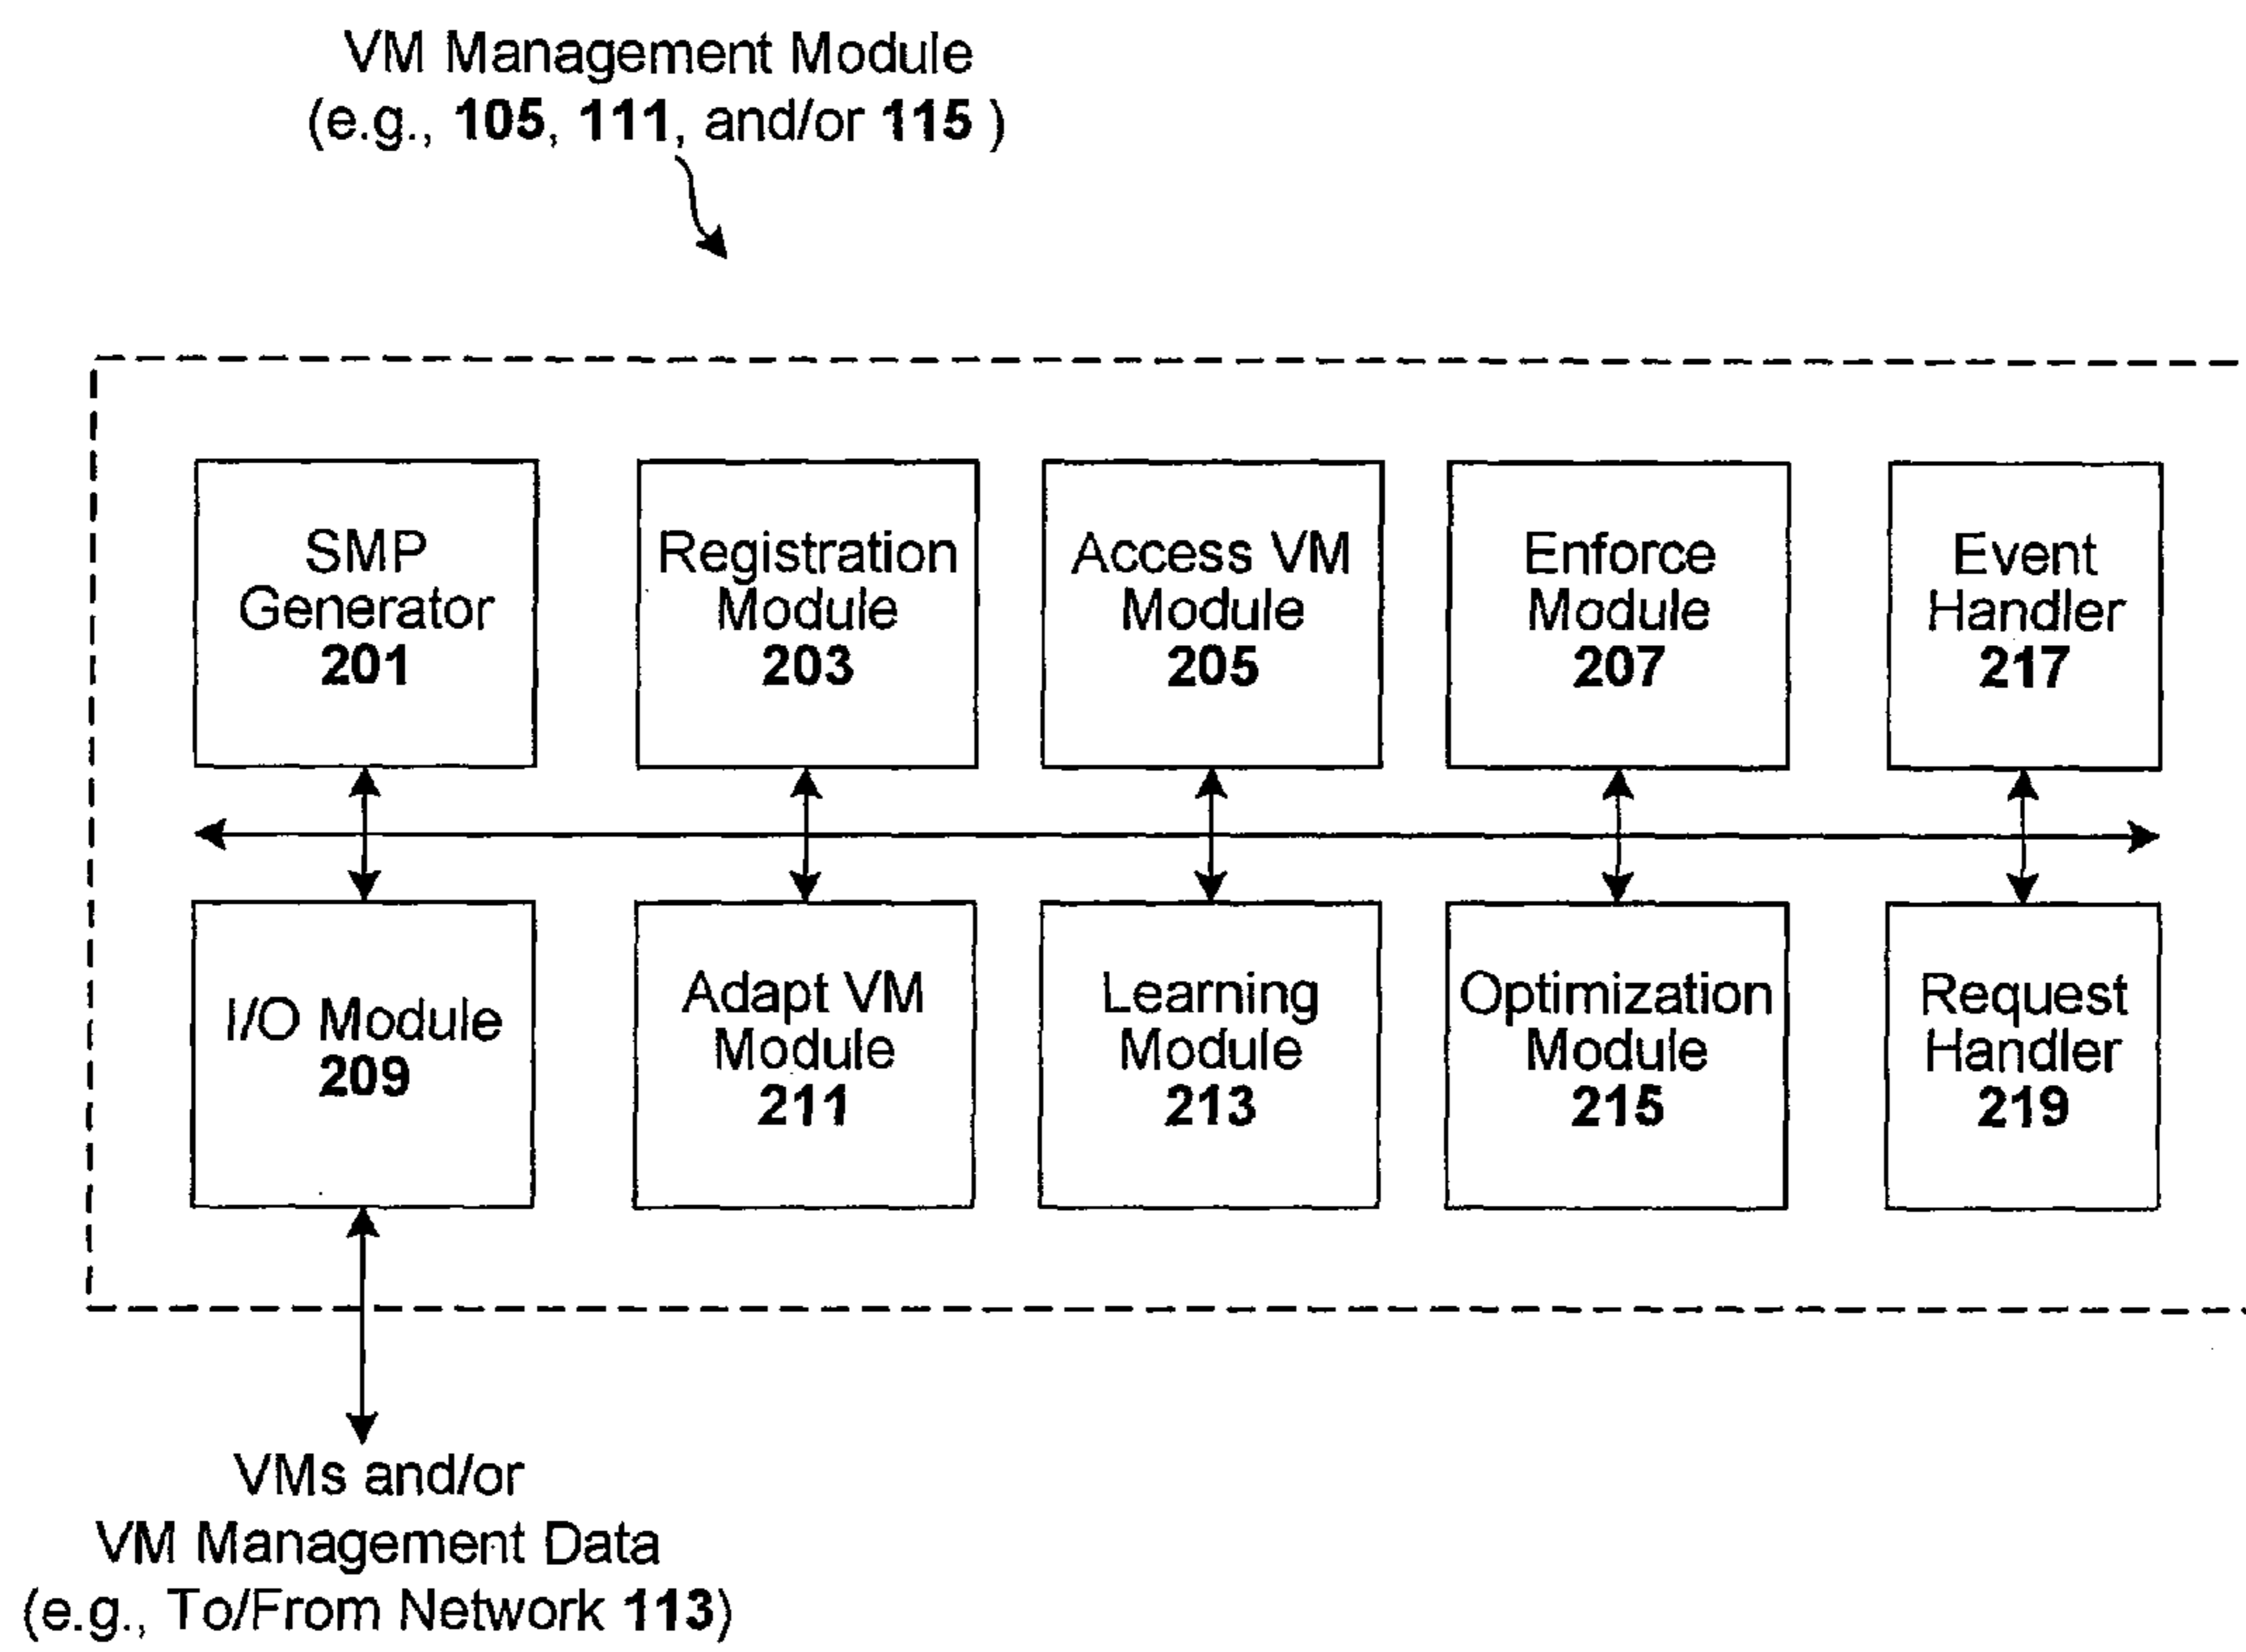 VM Management Module
(e.g., 105, 111, and/or 115 )
SMP
Generator
201
Registration
Module
203
Access VM
Module
205
Enforce
Module
207
Event
Handler
217
I/O Module
209
Adapt VM
Module
211
Learning
Module
213
Optimization
Module
215
Request
Handler
219
VMs and/or
VM Management Data
(e.g., To/From Network 113)